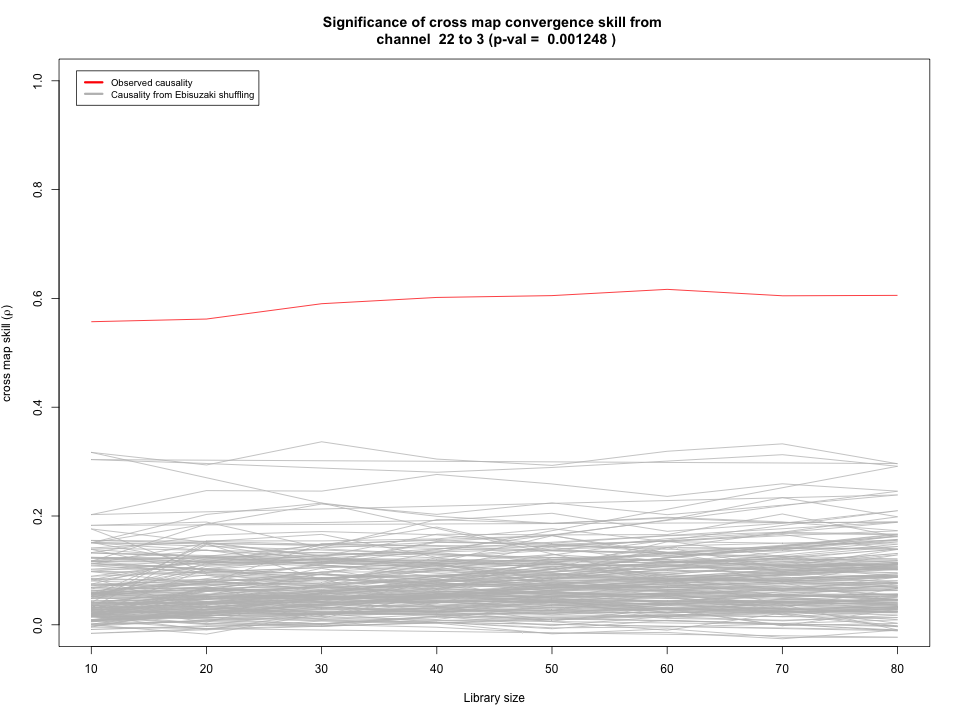 Significance of cross map convergence skill from
channel  22 to 3 (p-val =  0.001248 )
Observed causality
Causality from Ebisuzaki shuffling
cross map skill (ρ)
1.0
0.8
0.6
0.4
0.2
0.0
10 20 30 40 50 60 70 80
Library size